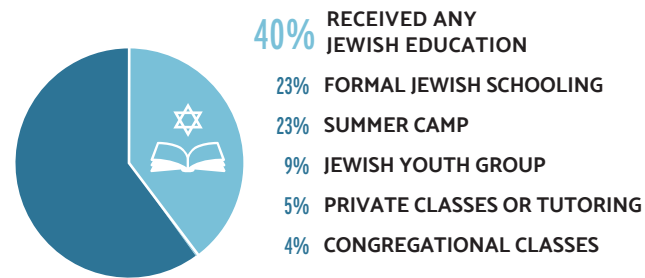 40% RECEIVED ANY
JEWISH EDUCATION
23% FORMAL JEWISH SCHOOLING
23% SUMMER CAMP
9% JEWISH YOUTH GROUP
5% PRIVATE CLASSES OR TUTORING
4% CONGREGATIONAL CLASSES